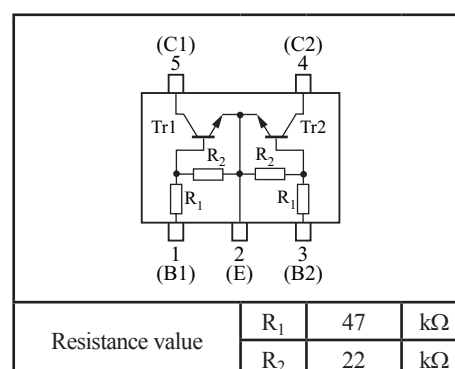 (C1) (C2)
5 4
Tr1 Tr2
R₂ R₂
R₁ R₁
1 2 3
(B1) (E) (B2)
Resistance value R₁ 47 kΩ
R₂ 22 kΩ